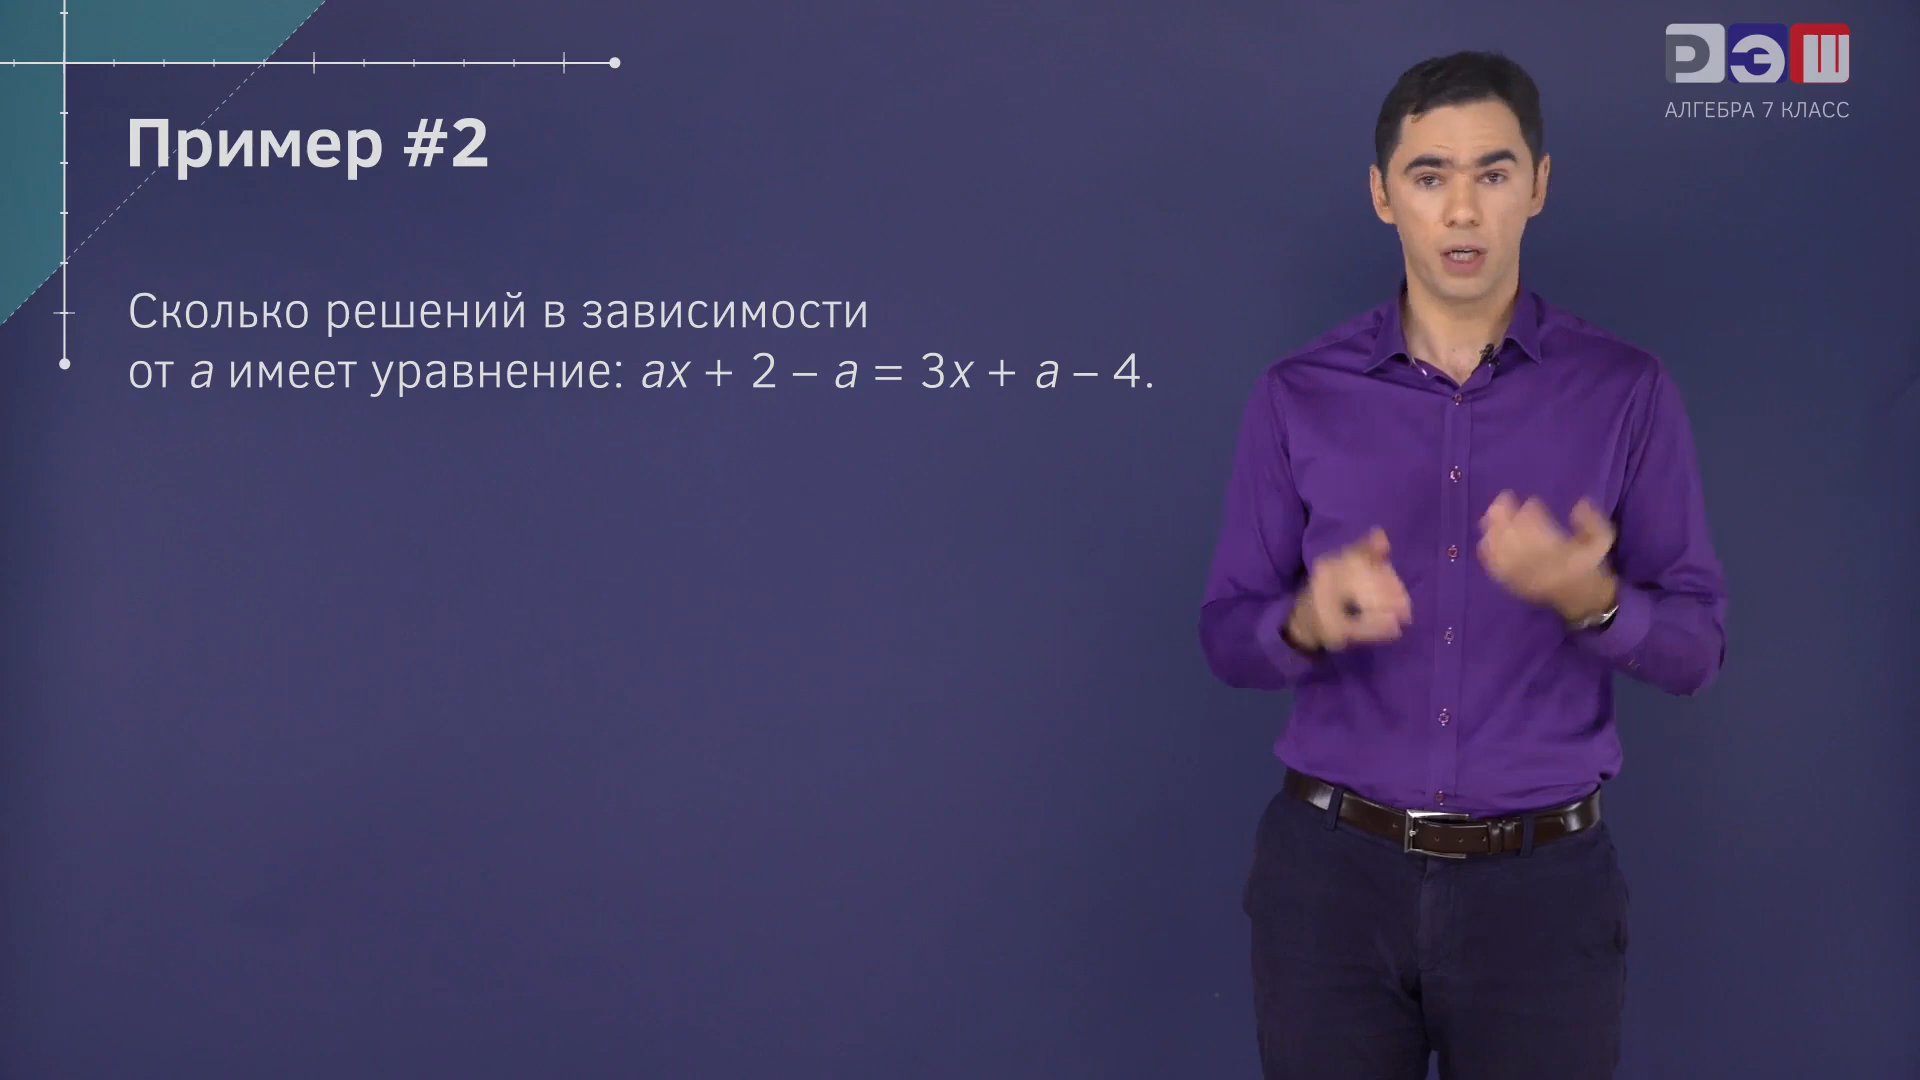 РЭШ
АЛГЕБРА 7 КЛАСС
Пример #2
Сколько решений в зависимости
от a имеет уравнение: ax + 2 – a = 3x + a – 4.